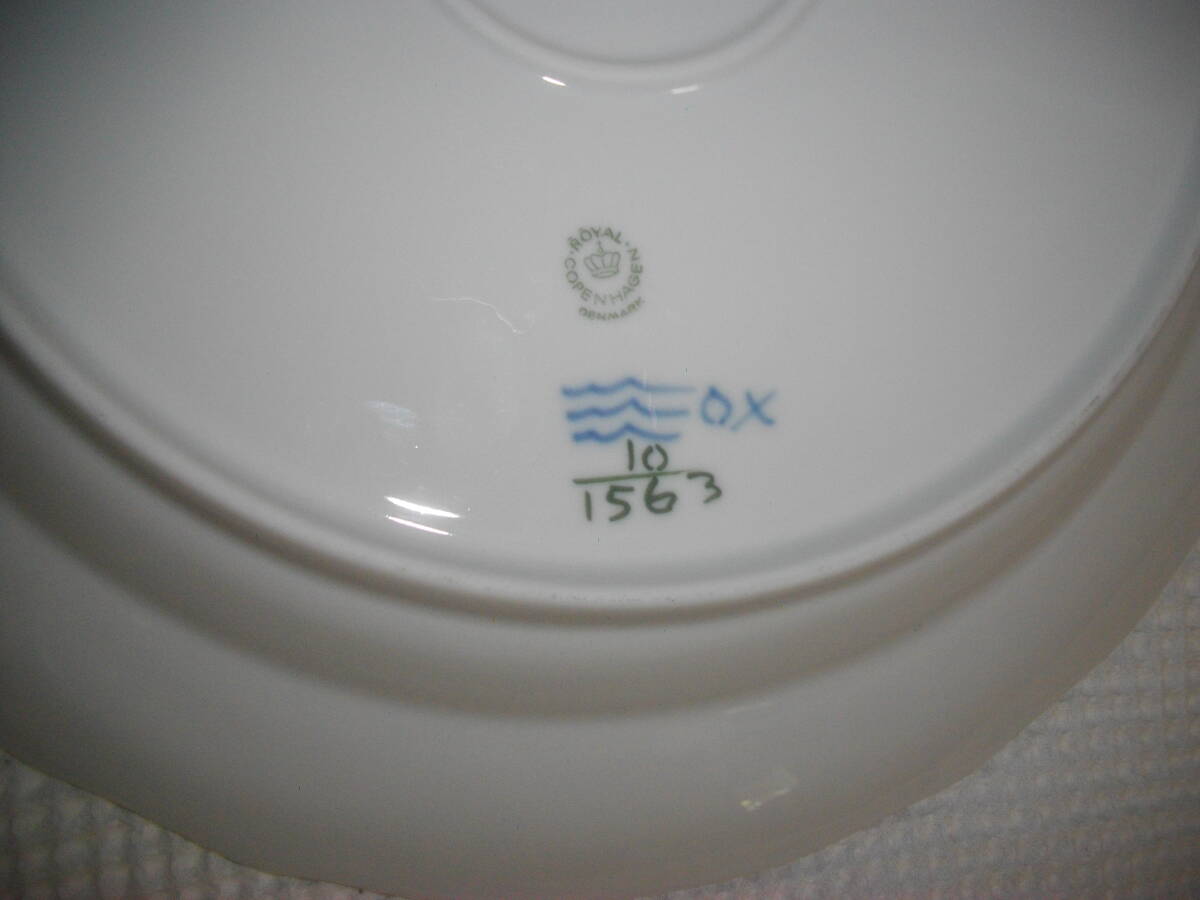 ROYAL
COPENHAGEN
DENMARK
OX
10
1563